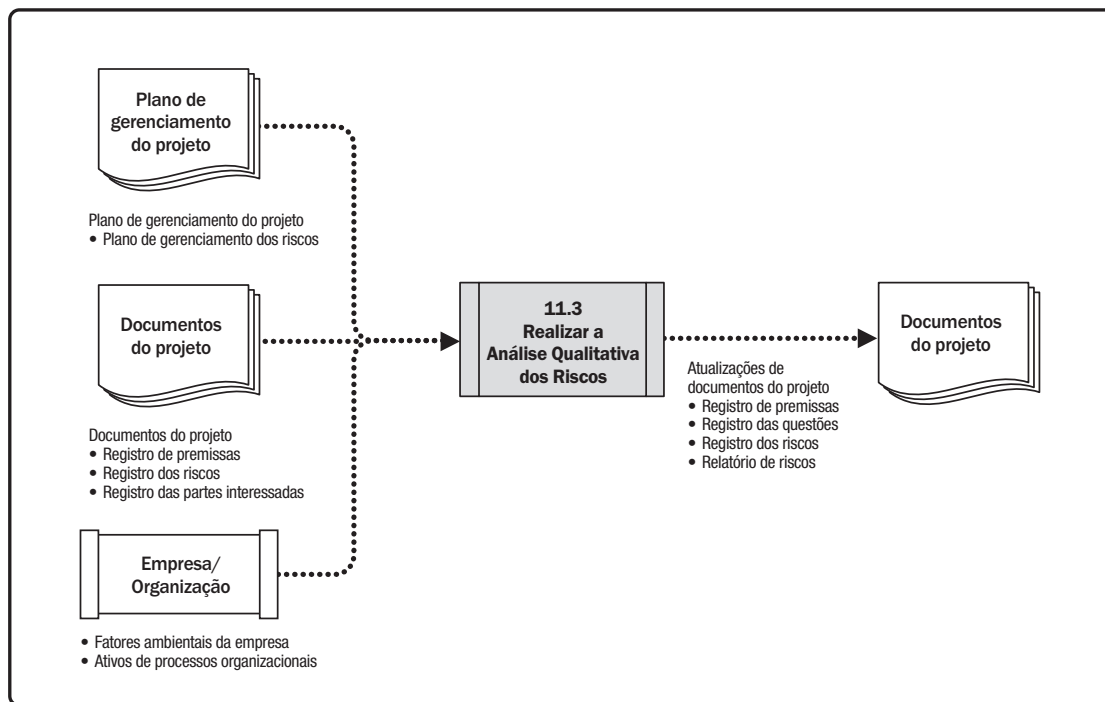 Plano de
gerenciamento
do projeto
Plano de gerenciamento do projeto
• Plano de gerenciamento dos riscos
Documentos
do projeto
Documentos do projeto
• Registro de premissas
• Registro dos riscos
• Registro das partes interessadas
Empresa/
Organização
• Fatores ambientais da empresa
• Ativos de processos organizacionais
11.3
Realizar a
Análise Qualitativa
dos Riscos
Atualizações de
documentos do projeto
• Registro de premissas
• Registro das questões
• Registro dos riscos
• Relatório de riscos
Documentos
do projeto